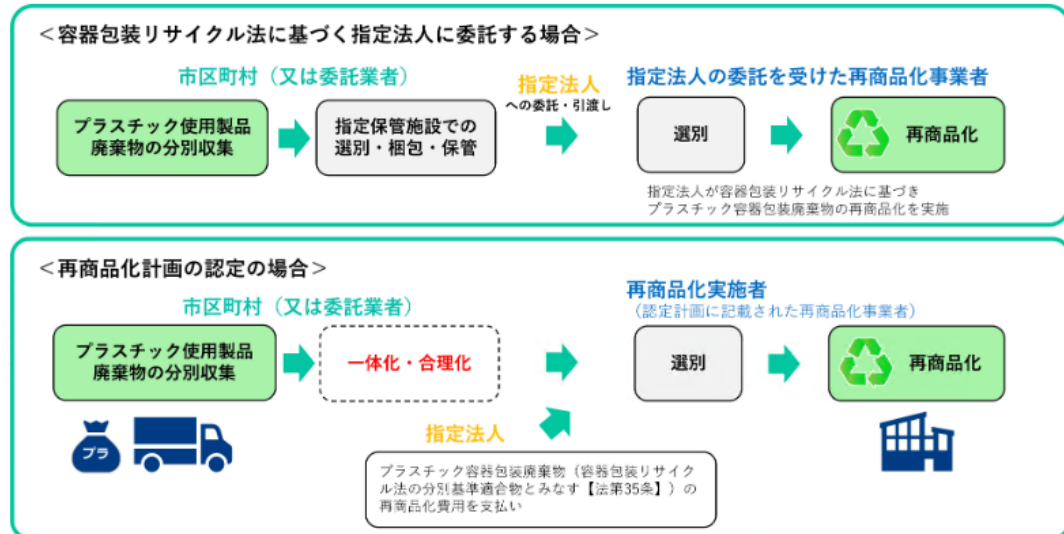 ＜容器包装リサイクル法に基づく指定法人に委託する場合＞
市区町村（又は委託業者）
プラスチック使用製品
廃棄物の分別収集
指定保管施設での
選別・梱包・保管
指定法人
への委託・引渡し
指定法人の委託を受けた再商品化事業者
選別
再商品化
指定法人が容器包装リサイクル法に基づき
プラスチック容器包装廃棄物の再商品化を実施
＜再商品化計画の認定の場合＞
市区町村（又は委託業者）
プラスチック使用製品
廃棄物の分別収集
一体化・合理化
再商品化実施者
（認定計画に記載された再商品化事業者）
選別
再商品化
プラ
指定法人
プラスチック容器包装廃棄物（容器包装リサイク
ル法の分別基準適合物とみなす【法第35条】）の
再商品化費用を支払い